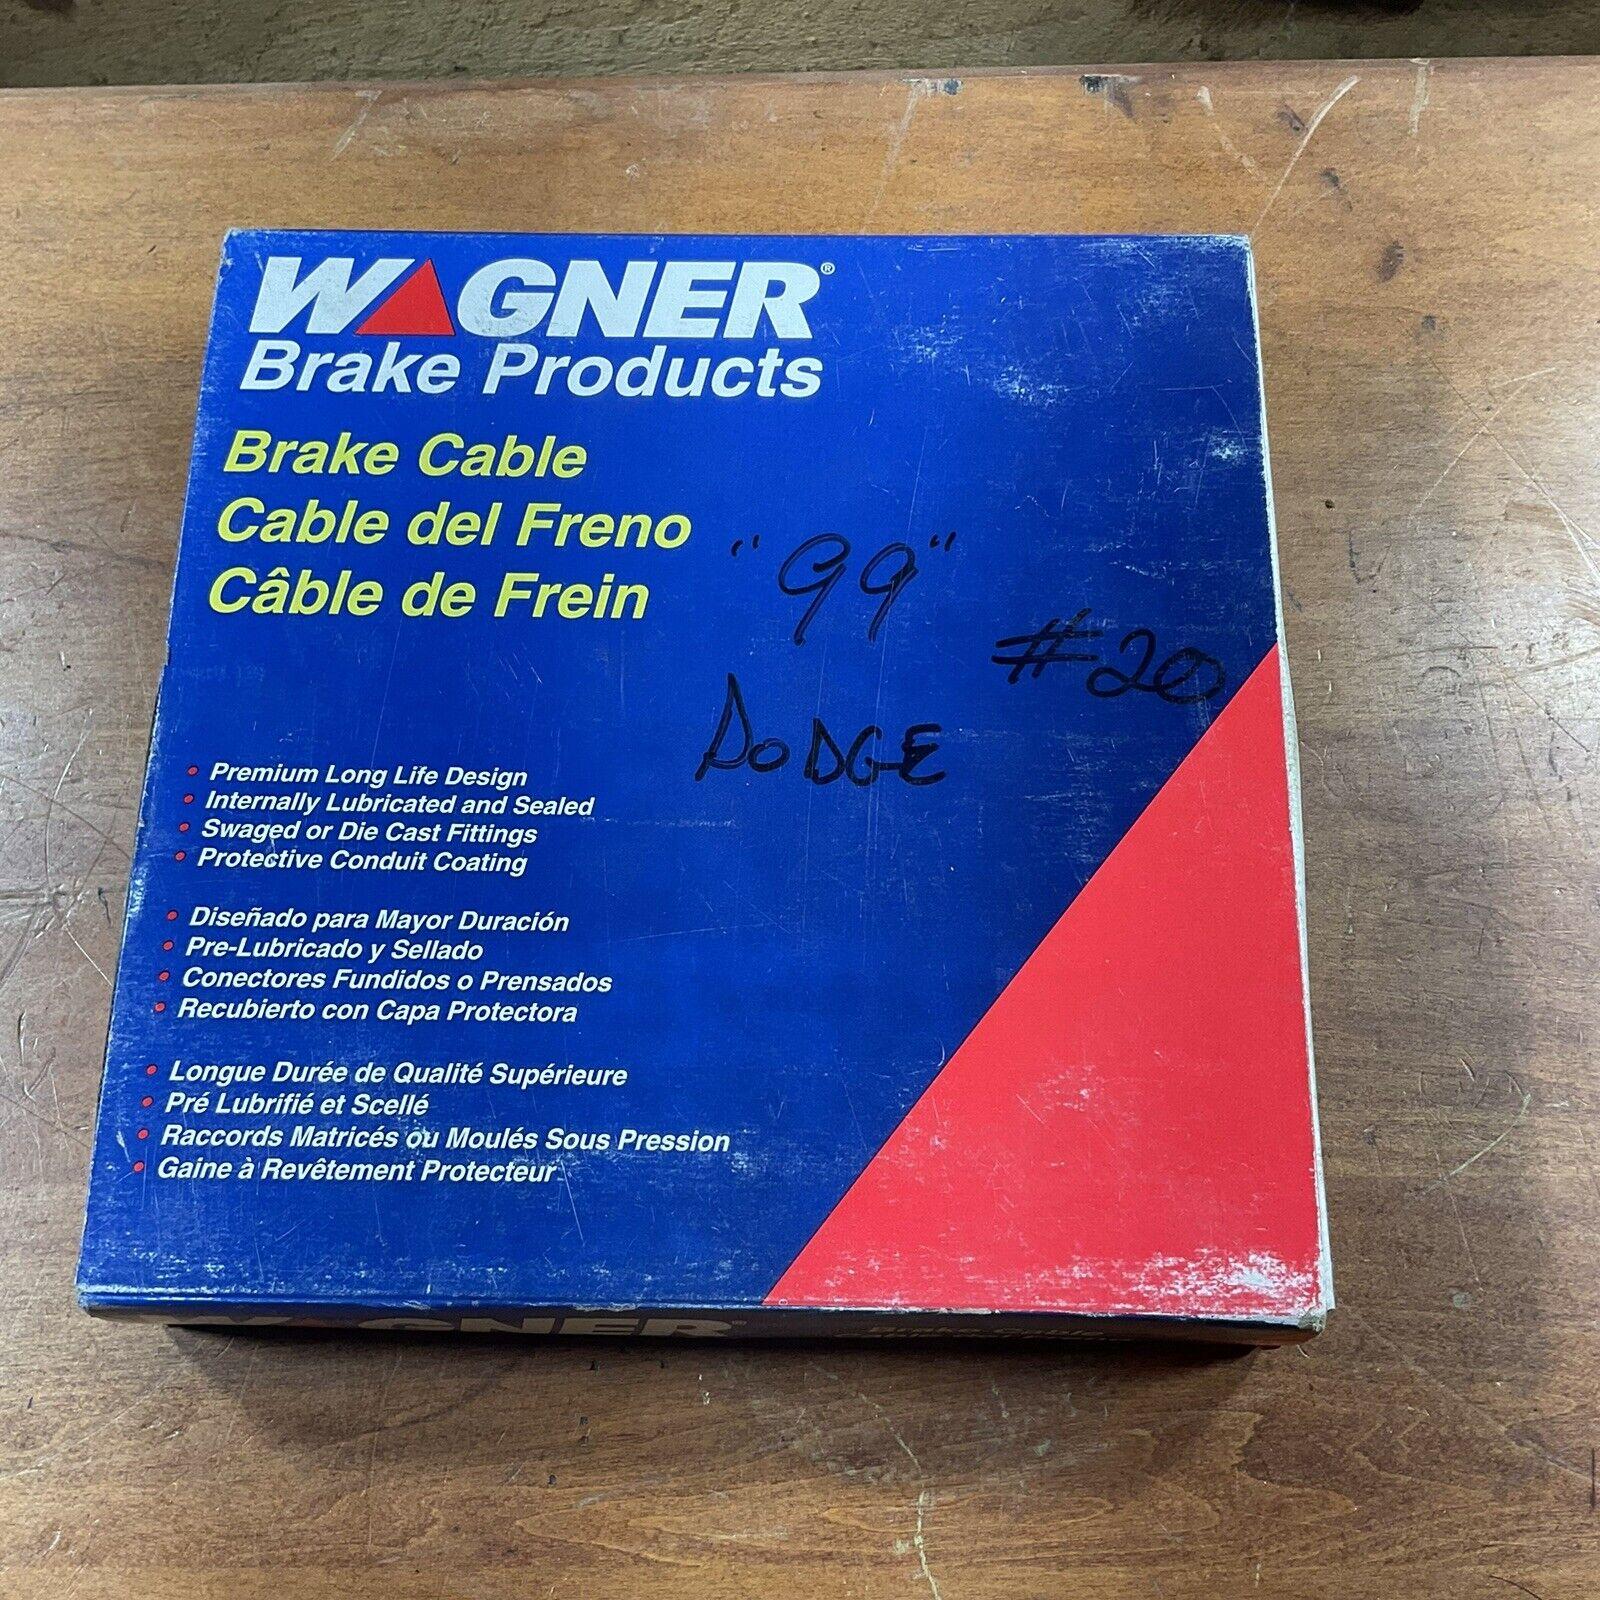 WAGNER®
Brake Products
Brake Cable
Cable del Freno
Câble de Frein
"99"
#20
DODGE
• Premium Long Life Design
• Internally Lubricated and Sealed
• Swaged or Die Cast Fittings
• Protective Conduit Coating
• Diseñado para Mayor Duración
• Pre-Lubricado y Sellado
• Conectores Fundidos o Prensados
• Recubierto con Capa Protectora
• Longue Durée de Qualité Supérieure
• Pré Lubrifié et Scellé
• Raccords Matricés ou Moulés Sous Pression
• Gaine à Revêtement Protecteur
WAGNER®
Brake Cable